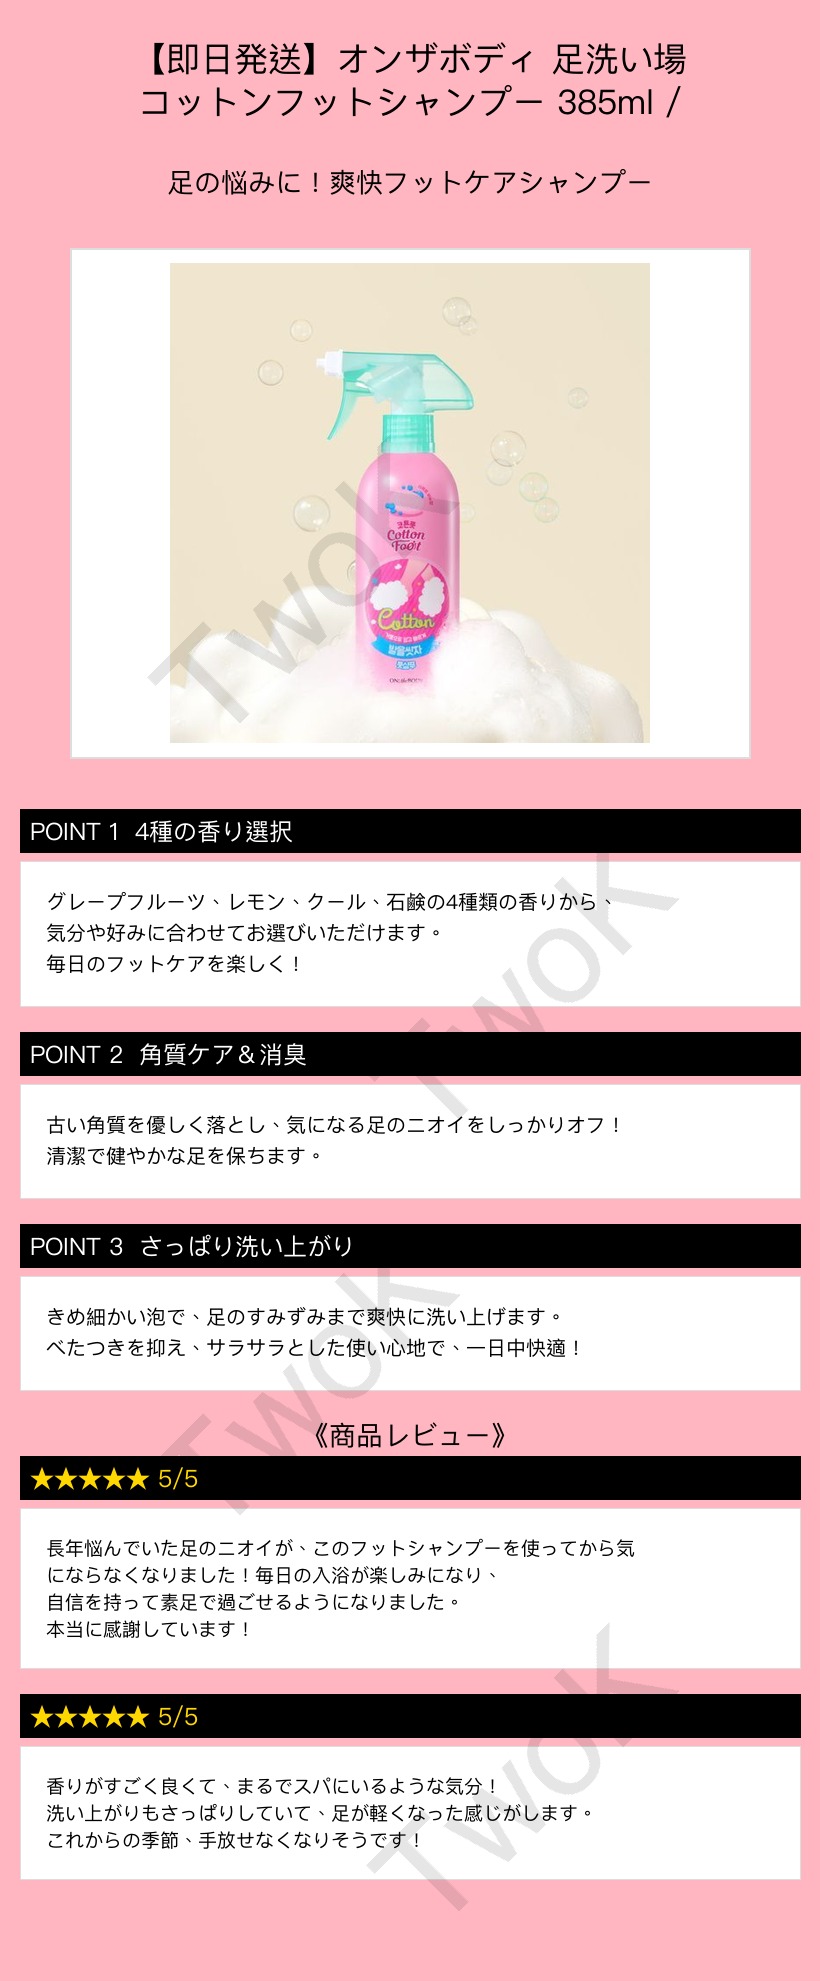 【即日発送】オンザボディ 足洗い場
コットンフットシャンプー 385ml /
足の悩みに！爽快フットケアシャンプー
코튼풋
Cotton
Foot
Cotton
발을씻자
풋샴푸
ON: the BODY
TwoK
POINT 1 4種の香り選択
グレープフルーツ、レモン、クール、石鹸の4種類の香りから、
気分や好みに合わせてお選びいただけます。
毎日のフットケアを楽しく！
TwoK
POINT 2 角質ケア＆消臭
古い角質を優しく落とし、気になる足のニオイをしっかりオフ！
清潔で健やかな足を保ちます。
POINT 3 さっぱり洗い上がり
きめ細かい泡で、足のすみずみまで爽快に洗い上げます。
べたつきを抑え、サラサラとした使い心地で、一日中快適！
TwoK
《商品レビュー》
★★★★★ 5/5
長年悩んでいた足のニオイが、このフットシャンプーを使ってから気
にならなくなりました！毎日の入浴が楽しみになり、
自信を持って素足で過ごせるようになりました。
本当に感謝しています！
★★★★★ 5/5
香りがすごく良くて、まるでスパにいるような気分！
洗い上がりもさっぱりしていて、足が軽くなった感じがします。
これからの季節、手放せなくなりそうです！
TwoK